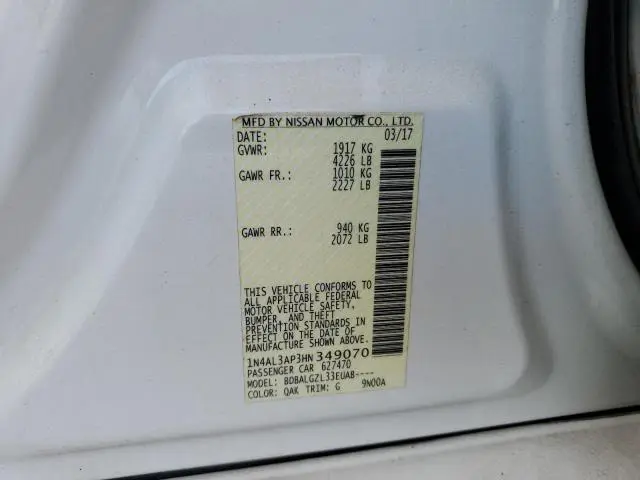 MFD BY NISSAN MOTOR CO., LTD.
DATE: 03/17
GVWR: 1917 KG
4226 LB
GAWR FR.: 1010 KG
2227 LB
GAWR RR.: 940 KG
2072 LB
THIS VEHICLE CONFORMS TO
ALL APPLICABLE FEDERAL
MOTOR VEHICLE SAFETY,
BUMPER, AND THEFT
PREVENTION STANDARDS IN
EFFECT ON THE DATE OF
MANUFACTURE SHOWN ABOVE.
1N4AL3AP3HN349070
PASSENGER CAR 627470
MODEL: BDBALGZL33EUAB----
COLOR: QAK TRIM: G 9N00A